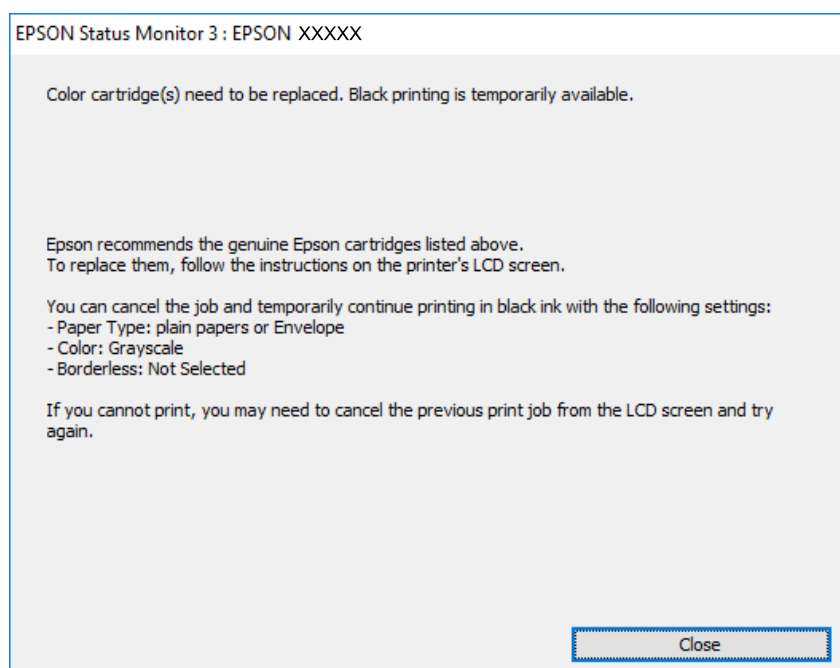 EPSON Status Monitor 3 : EPSON XXXXX
Color cartridge(s) need to be replaced. Black printing is temporarily available.
Epson recommends the genuine Epson cartridges listed above.
To replace them, follow the instructions on the printer's LCD screen.
You can cancel the job and temporarily continue printing in black ink with the following settings:
- Paper Type: plain papers or Envelope
- Color: Grayscale
- Borderless: Not Selected
If you cannot print, you may need to cancel the previous print job from the LCD screen and try
again.
Close